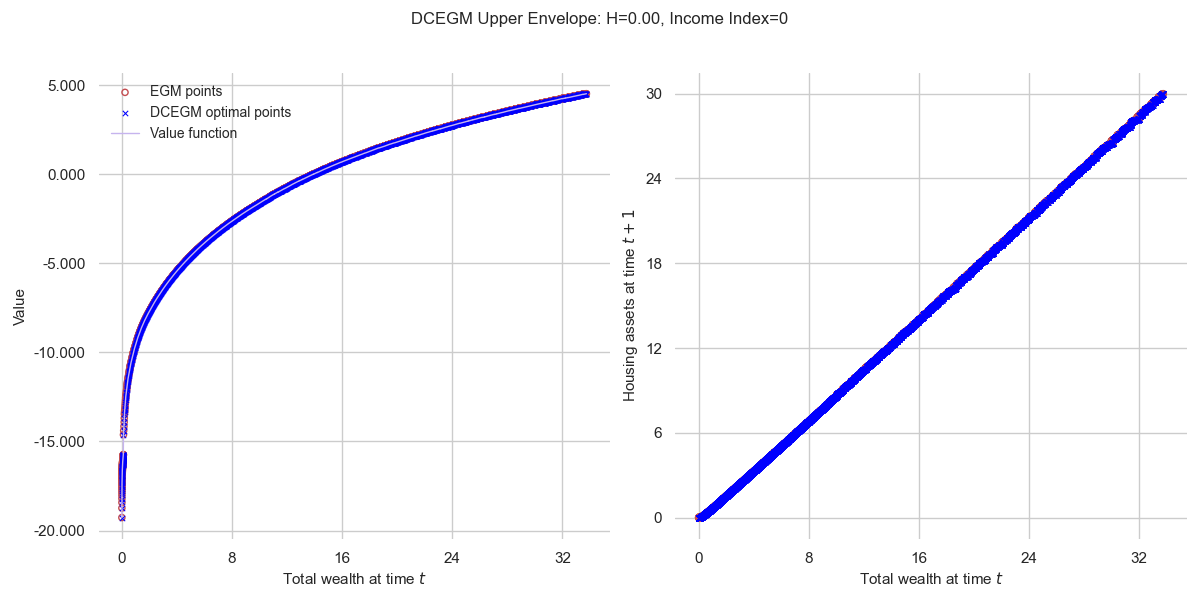 DCEGM Upper Envelope: H=0.00, Income Index=0
5.000
0.000
-5.000
-10.000
-15.000
-20.000
Value
EGM points
DCEGM optimal points
Value function
0
8
16
24
32
Total wealth at time t
30
24
18
12
6
0
Housing assets at time t + 1
0
8
16
24
32
Total wealth at time t